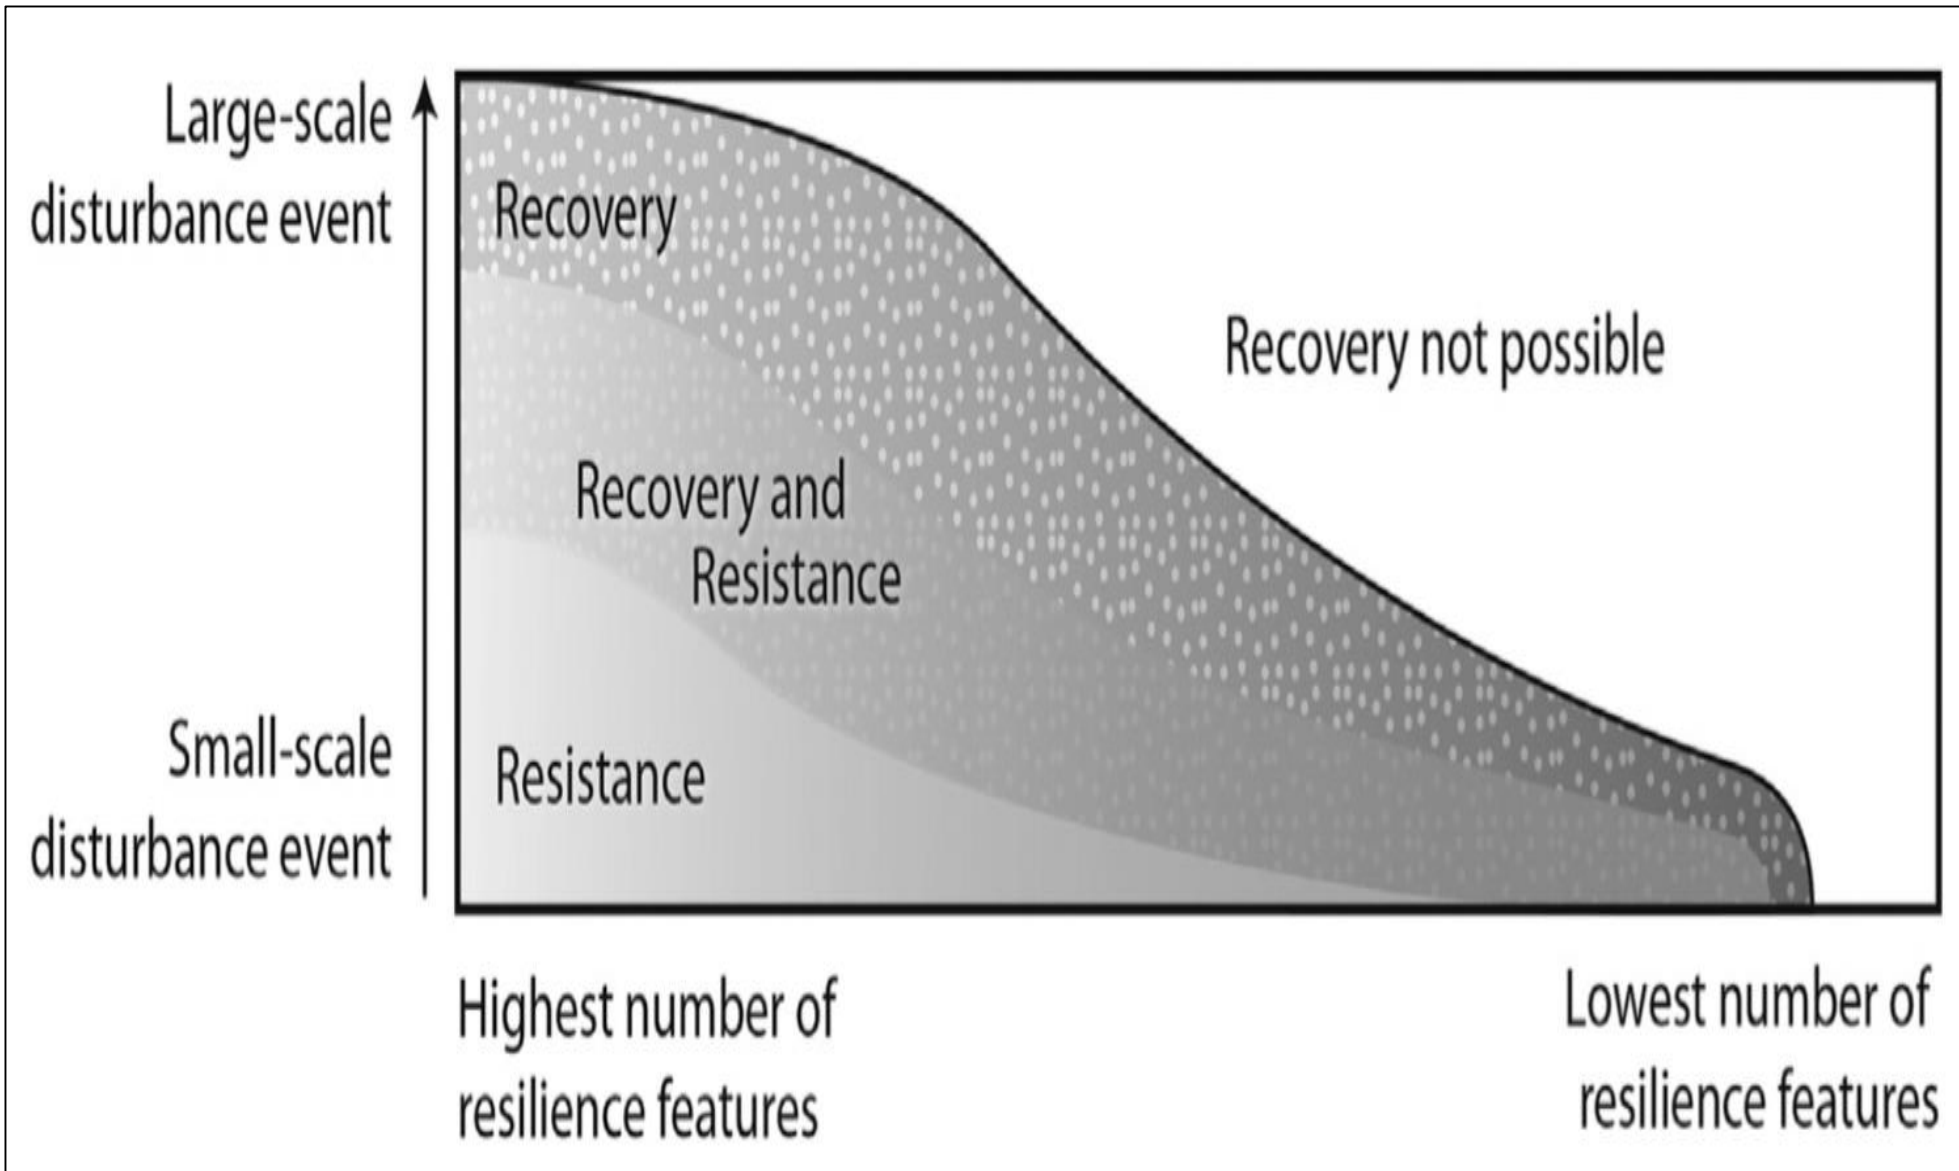 Large-scale
disturbance event
Recovery
Recovery not possible
Recovery and
Resistance
Small-scale
disturbance event
Resistance
Highest number of
resilience features
Lowest number of
resilience features